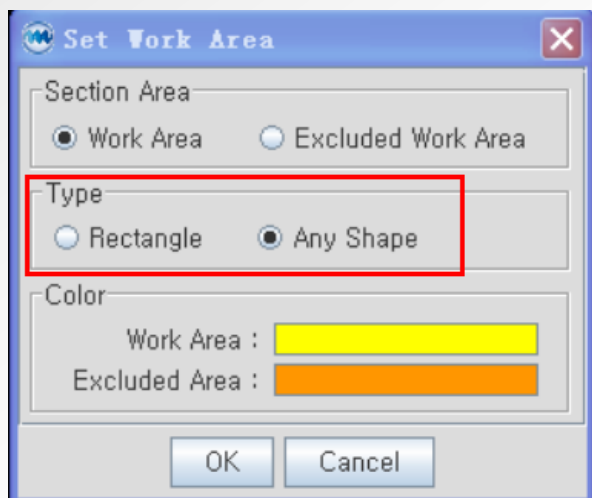 Set Work Area
Section Area
Work Area Excluded Work Area
Type
Rectangle Any Shape
Color
Work Area :
Excluded Area :
OK Cancel